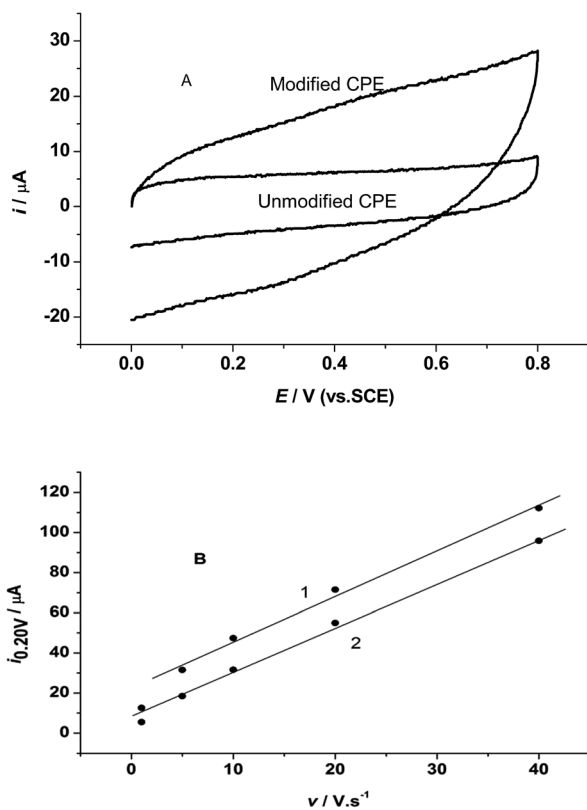 A
Modified CPE
Unmodified CPE
30
20
10
0
-10
-20
i / μA
0.0 0.2 0.4 0.6 0.8
E / V (vs.SCE)
B
1
2
120
100
80
60
40
20
0
i0.20V / μA
0 10 20 30 40
v / V.s-1